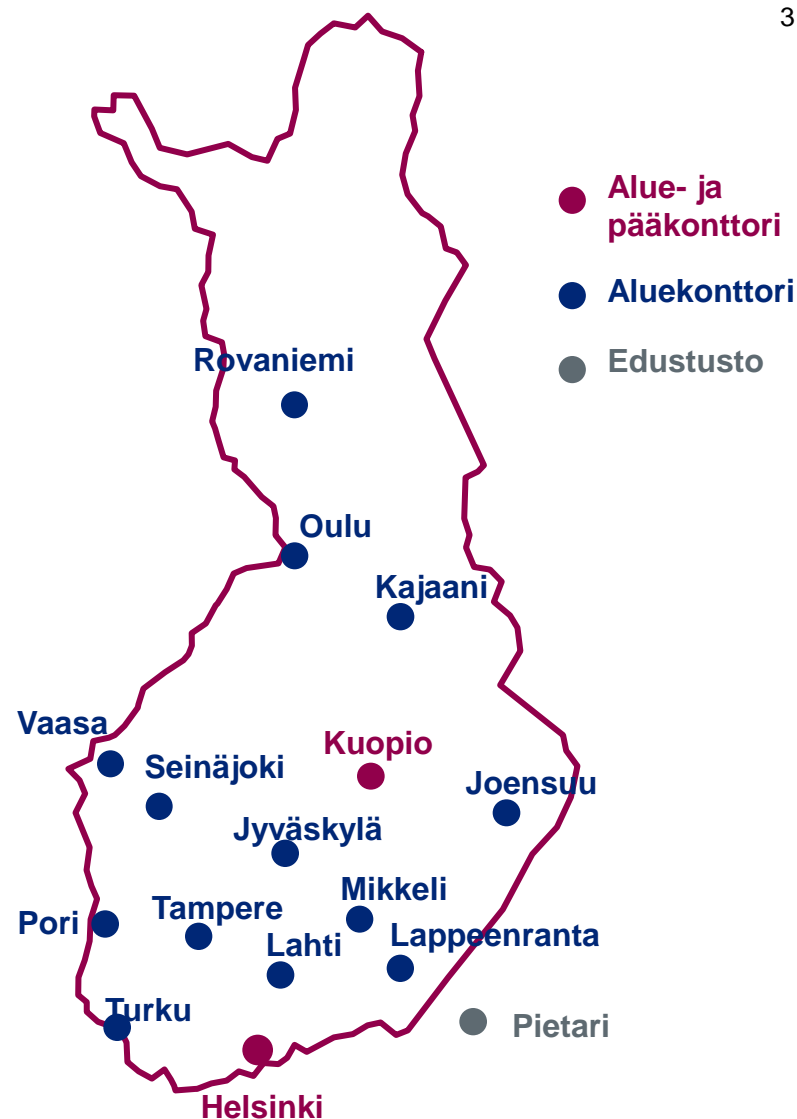 3
Alue- ja
pääkonttori
Aluekonttori
Edustusto
Rovaniemi
Oulu
Kajaani
Vaasa
Kuopio
Seinäjoki
Joensuu
Jyväskylä
Mikkeli
Tampere
Pori
Lahti
Lappeenranta
Turku
Pietari
Helsinki